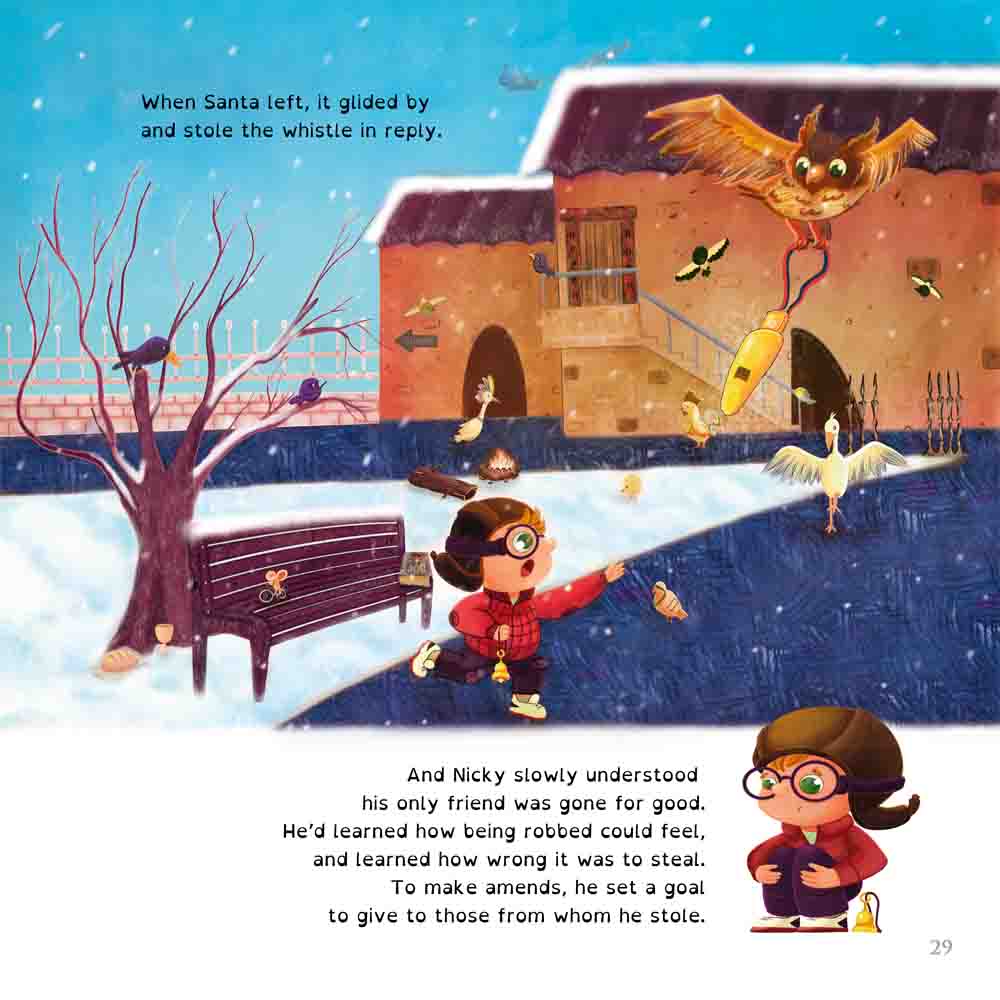 When Santa left, it glided by
and stole the whistle in reply.
And Nicky slowly understood
his only friend was gone for good.
He'd learned how being robbed could feel,
and learned how wrong it was to steal.
To make amends, he set a goal
to give to those from whom he stole.
29